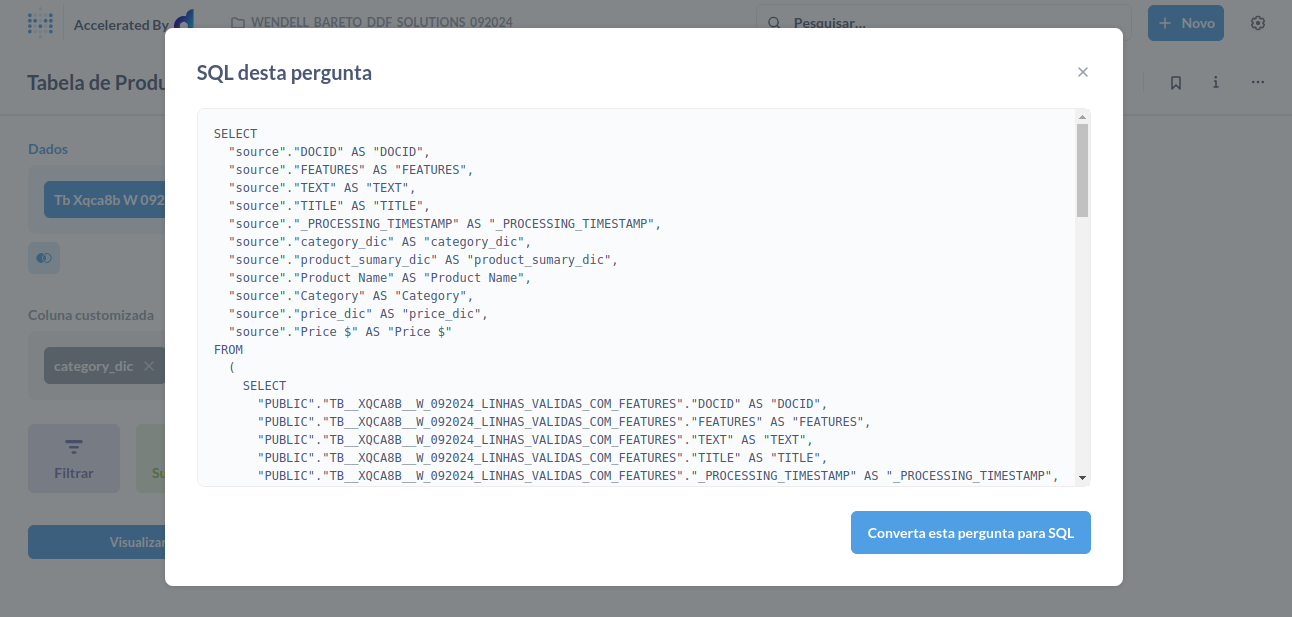 Accelerated By
WENDELL_BARETO_DDF_SOLUTIONS_092024
Pesquisar...
Novo
Tabela de Produ
SQL desta pergunta
Dados
Tb Xqca8b W 092
Coluna customizada
category_dic
Filtrar
Su
Visualizar
SELECT
"source"."DOCID" AS "DOCID",
"source"."FEATURES" AS "FEATURES",
"source"."TEXT" AS "TEXT",
"source"."TITLE" AS "TITLE",
"source"."_PROCESSING_TIMESTAMP" AS "_PROCESSING_TIMESTAMP",
"source"."category_dic" AS "category_dic",
"source"."product_sumary_dic" AS "product_sumary_dic",
"source"."Product Name" AS "Product Name",
"source"."Category" AS "Category",
"source"."price_dic" AS "price_dic",
"source"."Price $" AS "Price $"
FROM
(
SELECT
"PUBLIC"."TB__XQCA8B__W_092024_LINHAS_VALIDAS_COM_FEATURES"."DOCID" AS "DOCID",
"PUBLIC"."TB__XQCA8B__W_092024_LINHAS_VALIDAS_COM_FEATURES"."FEATURES" AS "FEATURES",
"PUBLIC"."TB__XQCA8B__W_092024_LINHAS_VALIDAS_COM_FEATURES"."TEXT" AS "TEXT",
"PUBLIC"."TB__XQCA8B__W_092024_LINHAS_VALIDAS_COM_FEATURES"."TITLE" AS "TITLE",
"PUBLIC"."TB__XQCA8B__W_092024_LINHAS_VALIDAS_COM_FEATURES"."_PROCESSING_TIMESTAMP" AS "_PROCESSING_TIMESTAMP",
Converta esta pergunta para SQL